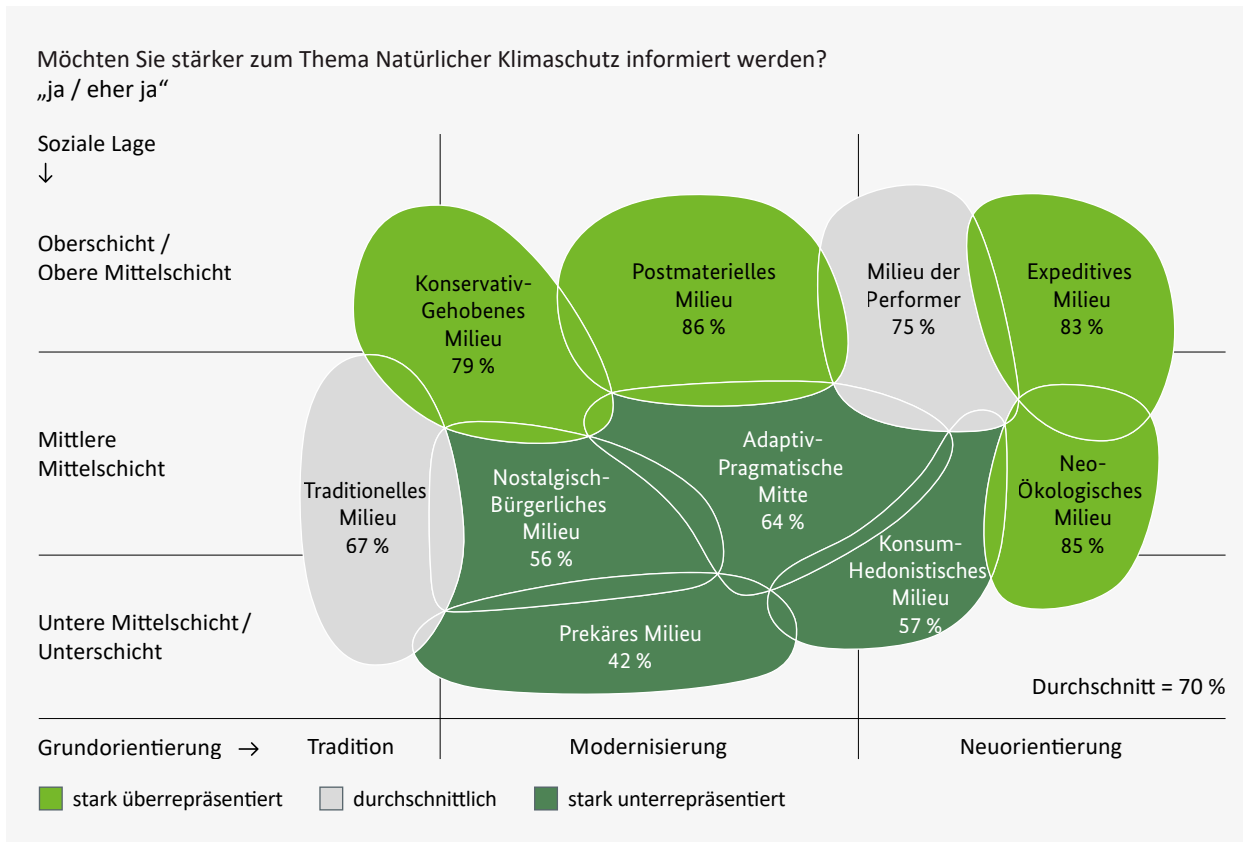 Möchten Sie stärker zum Thema Natürlicher Klimaschutz informiert werden?
„ja / eher ja“
Soziale Lage
↓
Oberschicht /
Obere Mittelschicht
Konservativ-
Gehobenes
Milieu
79 %
Postmaterielles
Milieu
86 %
Milieu der
Performer
75 %
Expeditives
Milieu
83 %
Mittlere
Mittelschicht
Traditionelles
Milieu
67 %
Nostalgisch-
Bürgerliches
Milieu
56 %
Adaptiv-
Pragmatische
Mitte
64 %
Konsum-
Hedonistisches
Milieu
57 %
Neo-
Ökologisches
Milieu
85 %
Untere Mittelschicht /
Unterschicht
Prekäres Milieu
42 %
Durchschnitt = 70 %
Grundorientierung →
Tradition
Modernisierung
Neuorientierung
stark überrepräsentiert
durchschnittlich
stark unterrepräsentiert